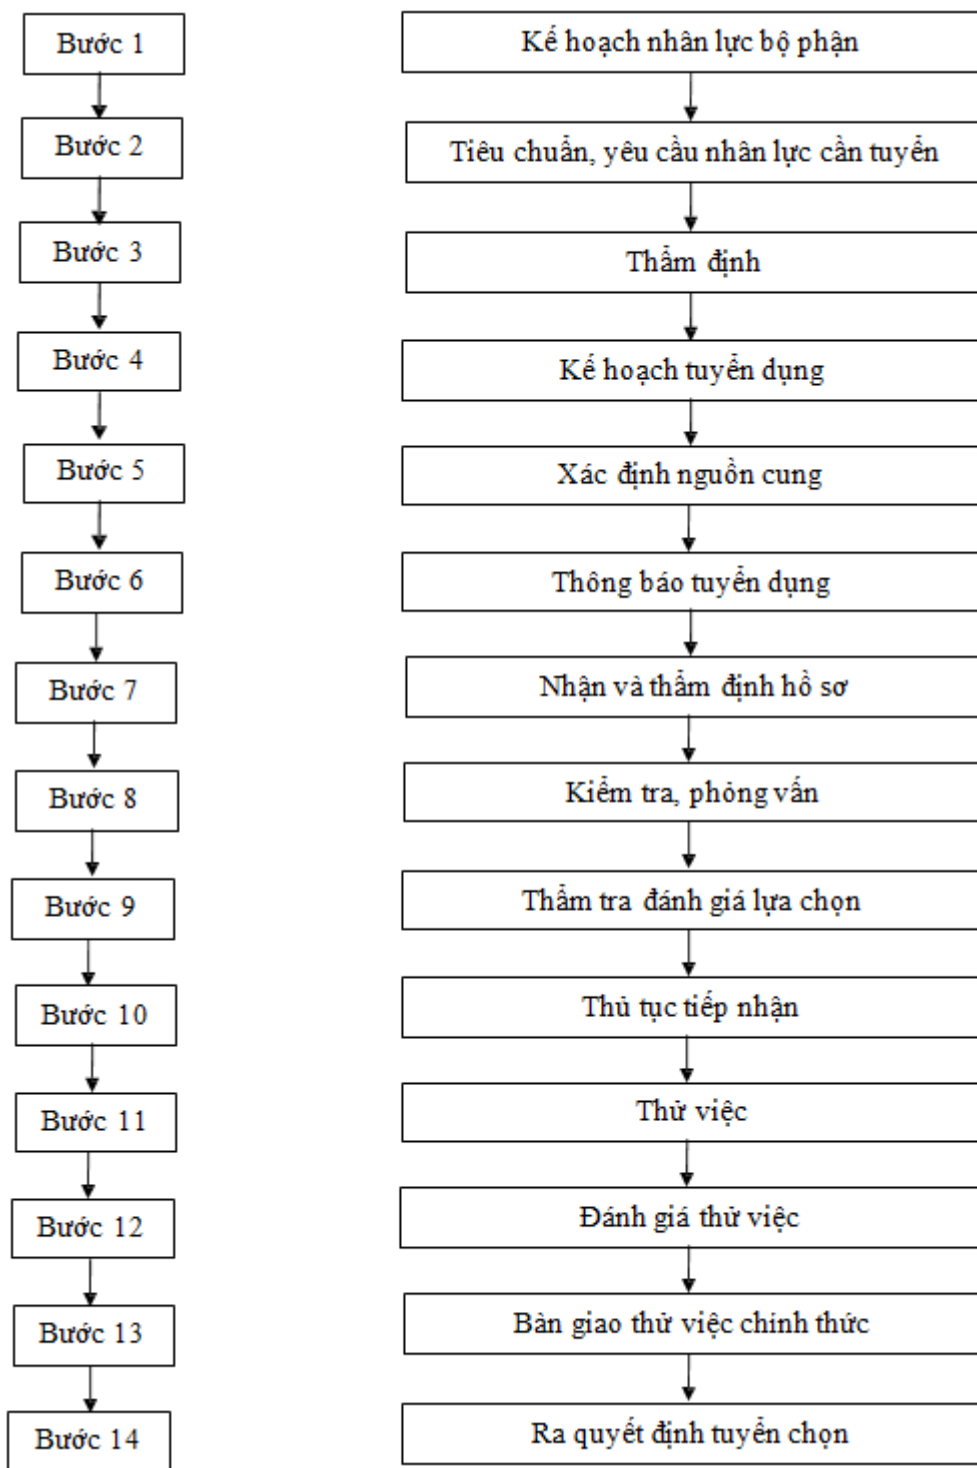 Bước 1
Kế hoạch nhân lực bộ phận
Bước 2
Tiêu chuẩn, yêu cầu nhân lực cần tuyển
Bước 3
Thẩm định
Bước 4
Kế hoạch tuyển dụng
Bước 5
Xác định nguồn cung
Bước 6
Thông báo tuyển dụng
Bước 7
Nhận và thẩm định hồ sơ
Bước 8
Kiểm tra, phỏng vấn
Bước 9
Thẩm tra đánh giá lựa chọn
Bước 10
Thủ tục tiếp nhận
Bước 11
Thử việc
Bước 12
Đánh giá thử việc
Bước 13
Bàn giao thử việc chính thức
Bước 14
Ra quyết định tuyển chọn